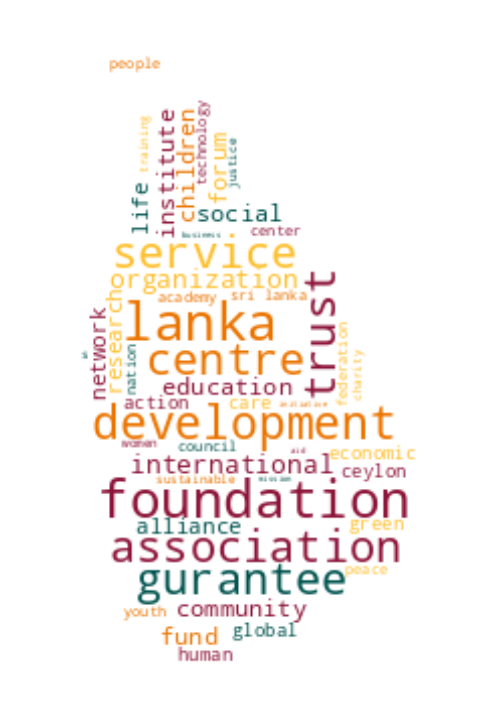 people
training
institute
children
technology
forum
justice
life
social
business
center
service
organization
academy
sri lanka
trust
research
network
lanka
nation
centre
federation
charity
education
action
care
initiative
development
women
council
aid
economic
international
ceylon
sustainable
mission
foundation
alliance
green
association
gurantee
peace
youth
community
fund
global
human